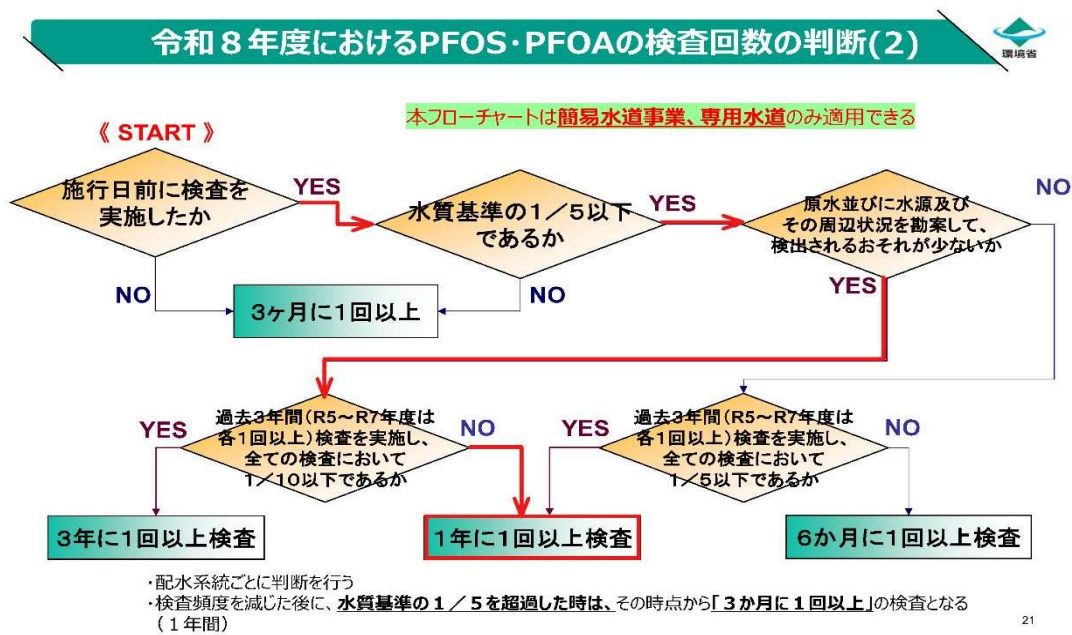 令和８年度におけるPFOS・PFOAの検査回数の判断(2)
環境省
本フローチャートは簡易水道事業、専用水道のみ適用できる
《 START 》
施行日前に検査を
実施したか
YES
水質基準の１／５以下
であるか
YES
原水並びに水源及び
その周辺状況を勘案して、
検出されるおそれが少ないか
NO
NO
３ヶ月に１回以上
NO
YES
YES
過去３年間（R５～R７年度は
各１回以上）検査を実施し、
全ての検査において
１／１０以下であるか
NO
YES
過去３年間（R５～R７年度は
各１回以上）検査を実施し、
全ての検査において
１／５以下であるか
NO
３年に１回以上検査
１年に１回以上検査
６か月に１回以上検査
・配水系統ごとに判断を行う
・検査頻度を減じた後に、水質基準の１／５を超過した時は、その時点から「３か月に１回以上」の検査となる
（１年間）
21